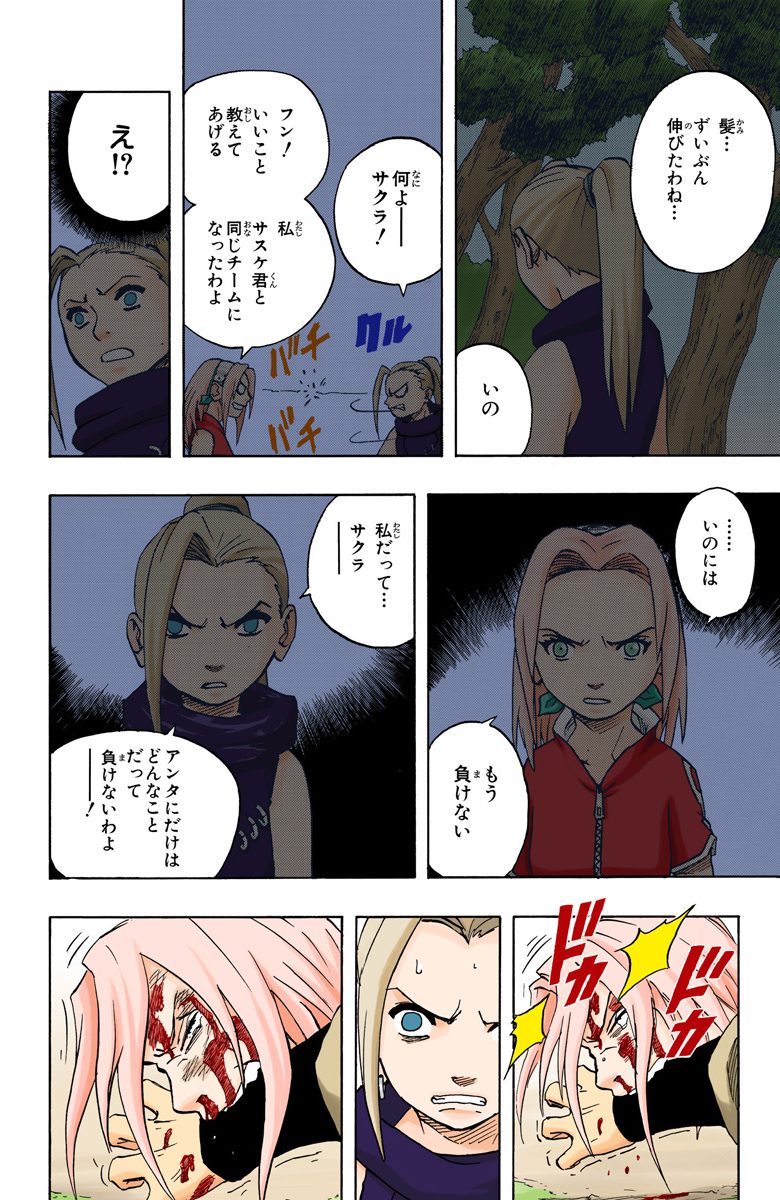 髪…
ずいぶん
伸びたわね…
いの
何よ――
サクラ!
クル
フン!
いいこと
教えて
あげる
私
サスケ君と
同じチームに
なったわよ
バチ
バチ
え!?
……
いのには
もう
負けない
私だって…
サクラ
――
アンタにだけは
どんなこと
だって
負けないわよ
――!
ドカ
ドカ